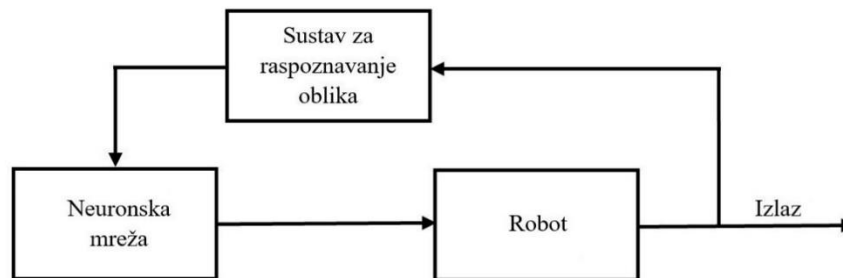 Sustav za
raspoznavanje
oblika
Neuronska
mreža
Robot
Izlaz